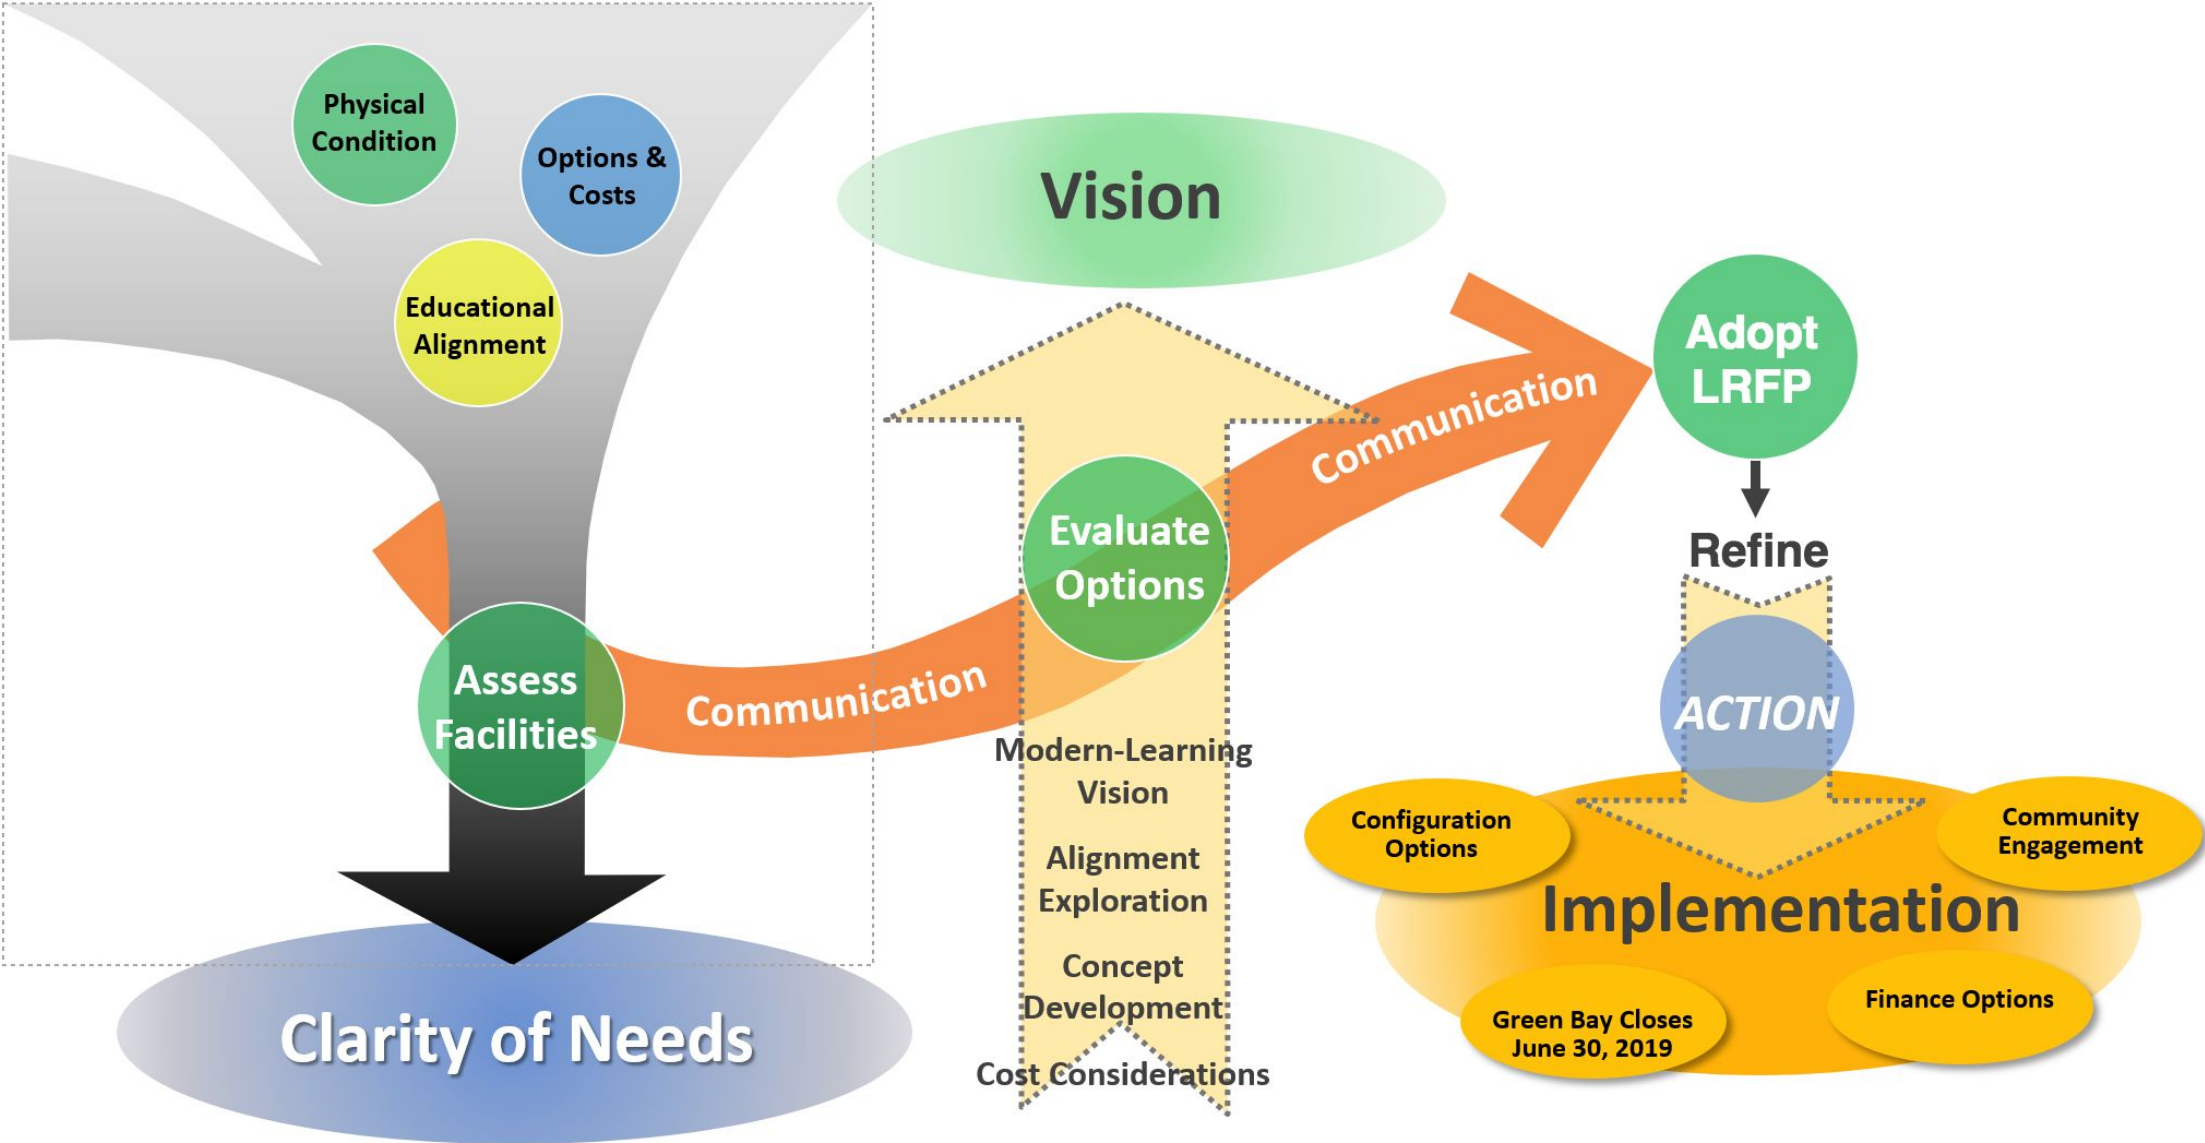 Physical
Condition
Options &
Costs
Educational
Alignment
Assess
Facilities
Clarity of Needs
Communication
Vision
Evaluate
Options
Modern-Learning
Vision
Alignment
Exploration
Concept
Development
Cost Considerations
Communication
Adopt
LRFP
Refine
ACTION
Implementation
Configuration
Options
Community
Engagement
Green Bay Closes
June 30, 2019
Finance Options